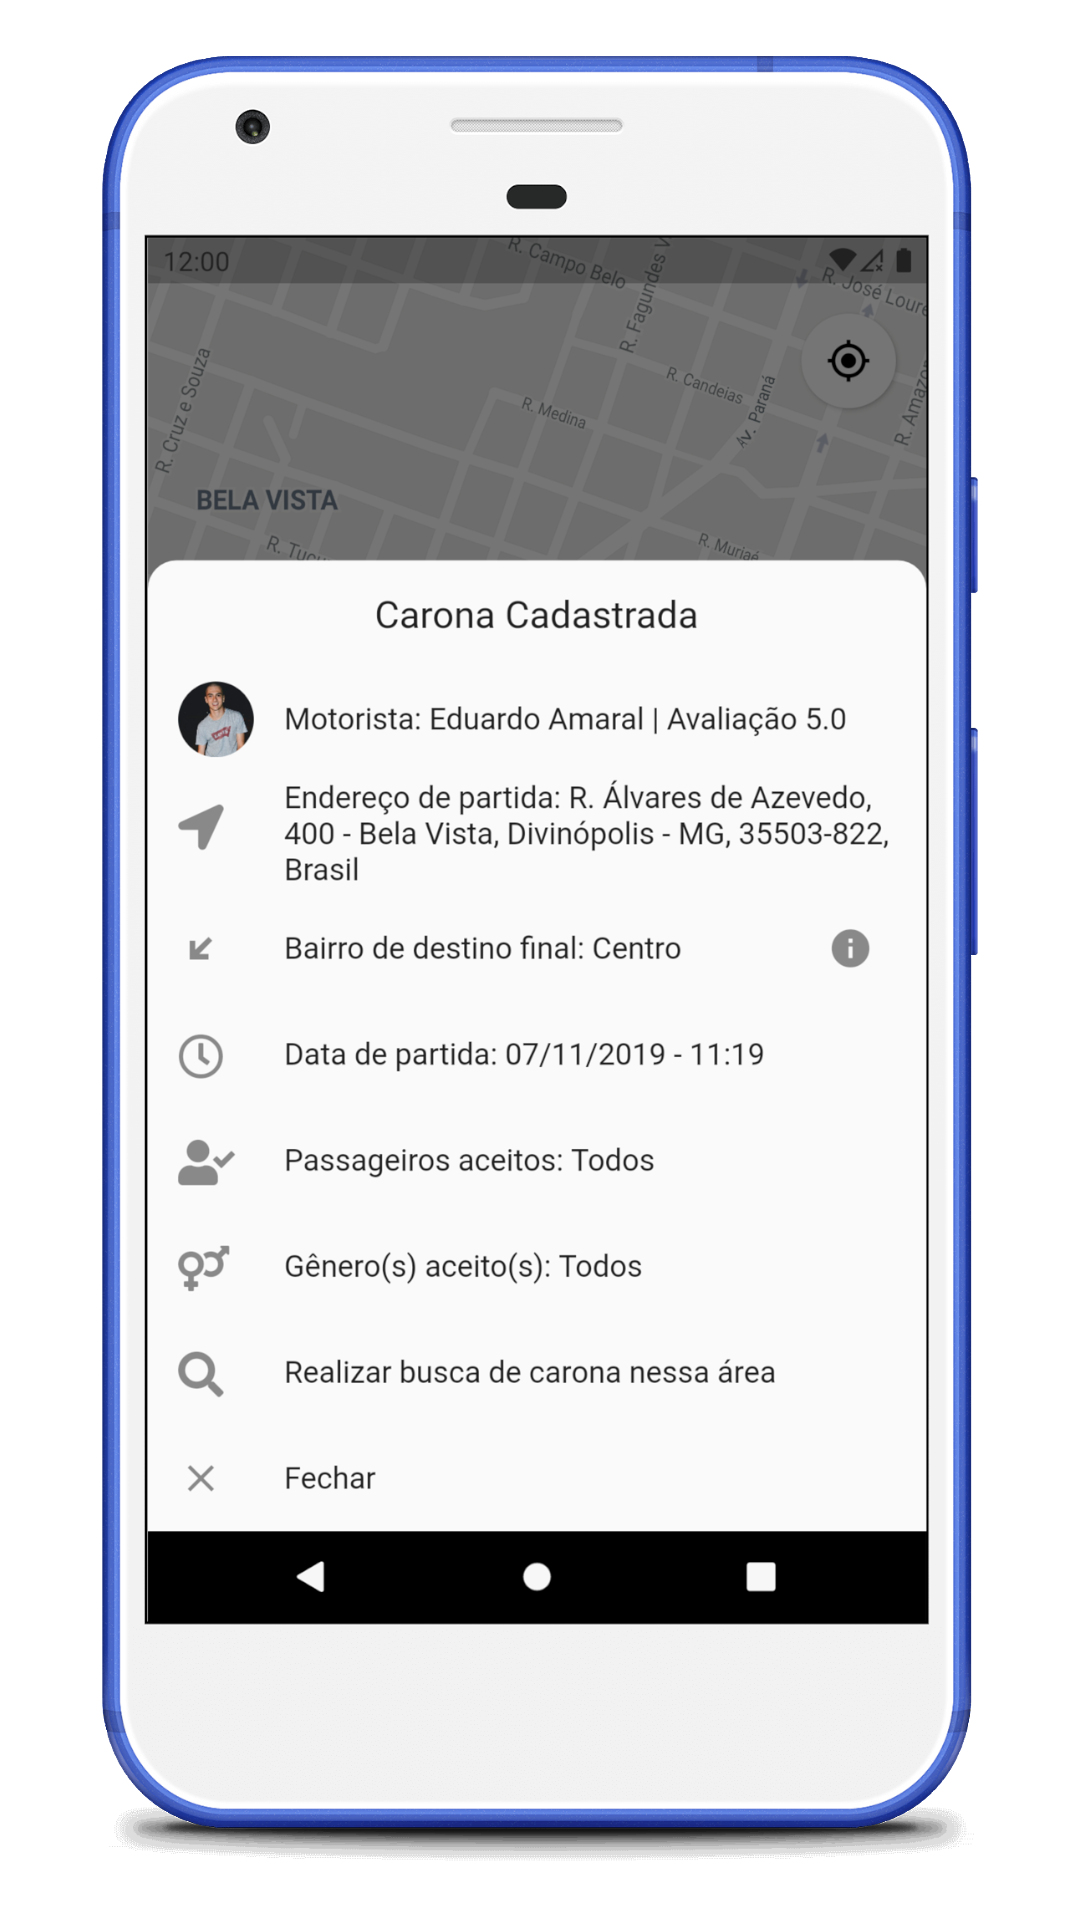 12:00
R. Campo Belo
R. Fagundes V
R. José Loure
R. Cruz e Souza
R. Candeias
R. Medina
Av. Paraná
R. Amazon
BELA VISTA
R. Tucu
R. Muriaé
Carona Cadastrada
Motorista: Eduardo Amaral | Avaliação 5.0
Endereço de partida: R. Álvares de Azevedo,
400 - Bela Vista, Divinópolis - MG, 35503-822,
Brasil
Bairro de destino final: Centro
Data de partida: 07/11/2019 - 11:19
Passageiros aceitos: Todos
Gênero(s) aceito(s): Todos
Realizar busca de carona nessa área
Fechar